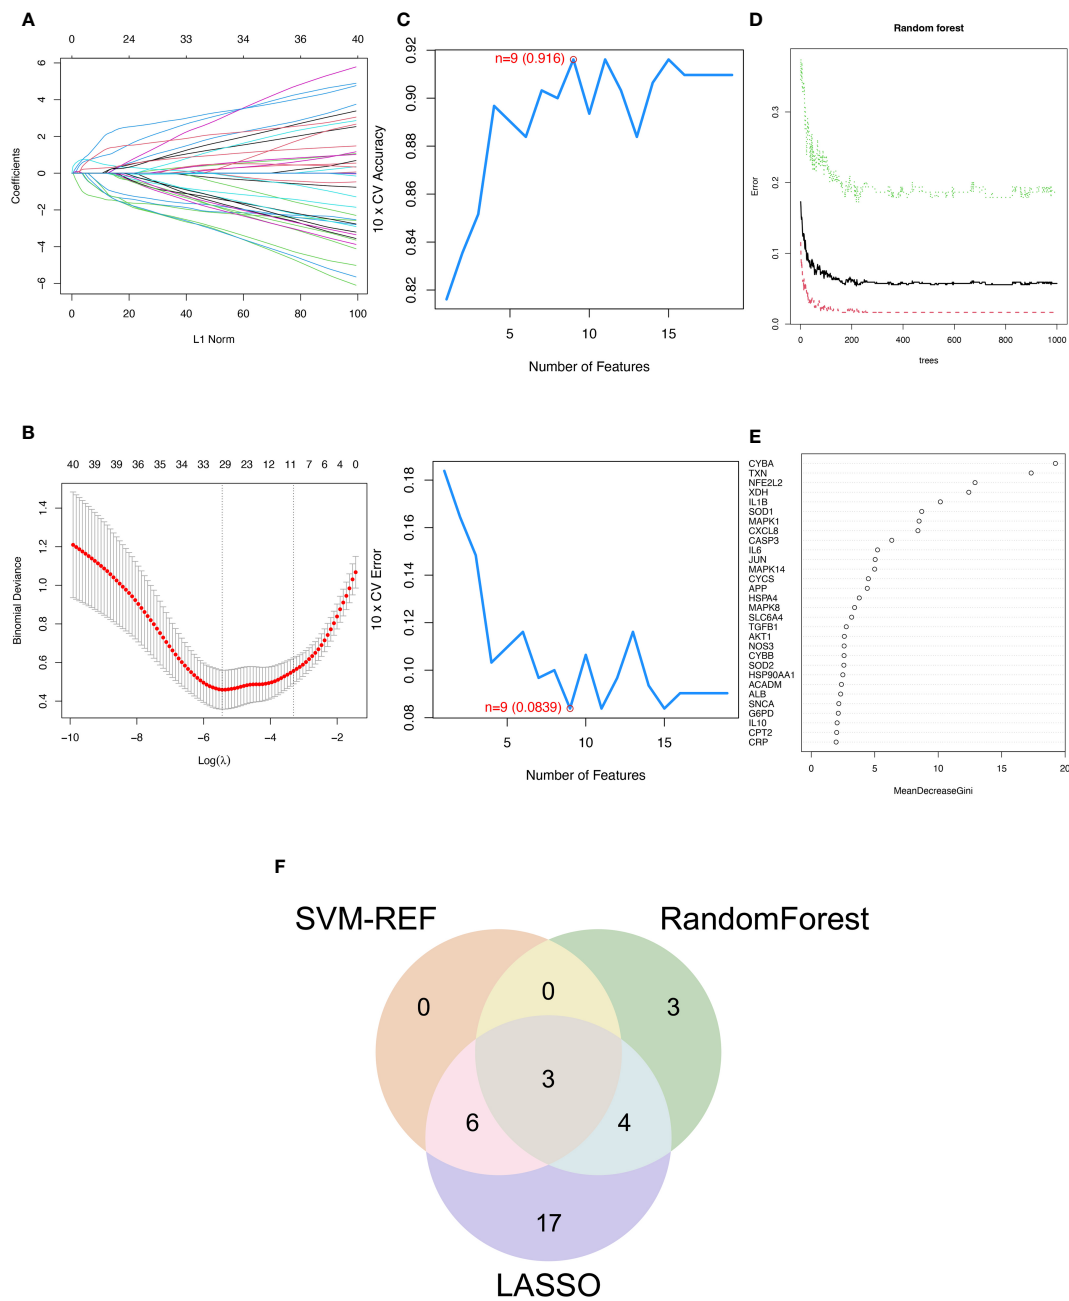 A
0 24 33 34 36 40
6
4
2
0
−2
−4
−6
Coefficients
0 20 40 60 80 100
L1 Norm
B
40 39 39 36 35 34 33 29 23 12 11 7 6 4 0
1.4
1.2
1.0
0.8
0.6
0.4
Binomial Deviance
−10 −8 −6 −4 −2
Log(λ)
C
0.92
0.90
0.88
0.86
0.84
0.82
10 x CV Accuracy
n=9 (0.916)
5 10 15
Number of Features
0.18
0.16
0.14
0.12
0.10
0.08
10 x CV Error
n=9 (0.0839)
5 10 15
Number of Features
D
Random forest
0.3
0.2
0.1
0.0
Error
0 200 400 600 800 1000
trees
E
CYBA
TXN
NFE2L2
XDH
IL1B
SOD1
MAPK1
CXCL8
CASP3
IL6
JUN
MAPK14
CYCS
APP
HSPA4
MAPK8
SLC6A4
TGFB1
AKT1
NOS3
CYBB
SOD2
HSP90AA1
ACADM
ALB
SNCA
G6PD
IL10
CPT2
CRP
0 5 10 15 20
MeanDecreaseGini
F
SVM-REF RandomForest
0 0 3
3
6 4
17
LASSO